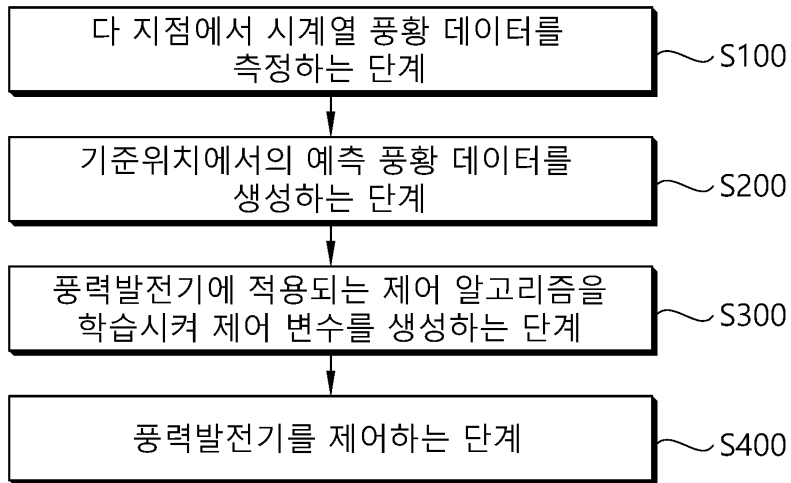 다 지점에서 시계열 풍황 데이터를
측정하는 단계
S100
기준위치에서의 예측 풍황 데이터를
생성하는 단계
S200
풍력발전기에 적용되는 제어 알고리즘을
학습시켜 제어 변수를 생성하는 단계
S300
풍력발전기를 제어하는 단계
S400